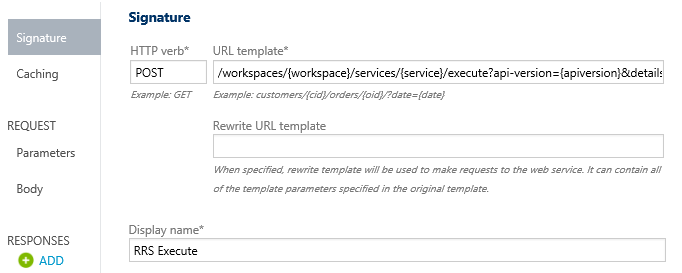 Signature
Caching
REQUEST
Parameters
Body
RESPONSES
ADD
Signature
HTTP verb* URL template*
POST /workspaces/{workspace}/services/{service}/execute?api-version={apiversion}&details
Example: GET Example: customers/{cid}/orders/{oid}/?date={date}
Rewrite URL template
When specified, rewrite template will be used to make requests to the web service. It can contain all
of the template parameters specified in the original template.
Display name*
RRS Execute